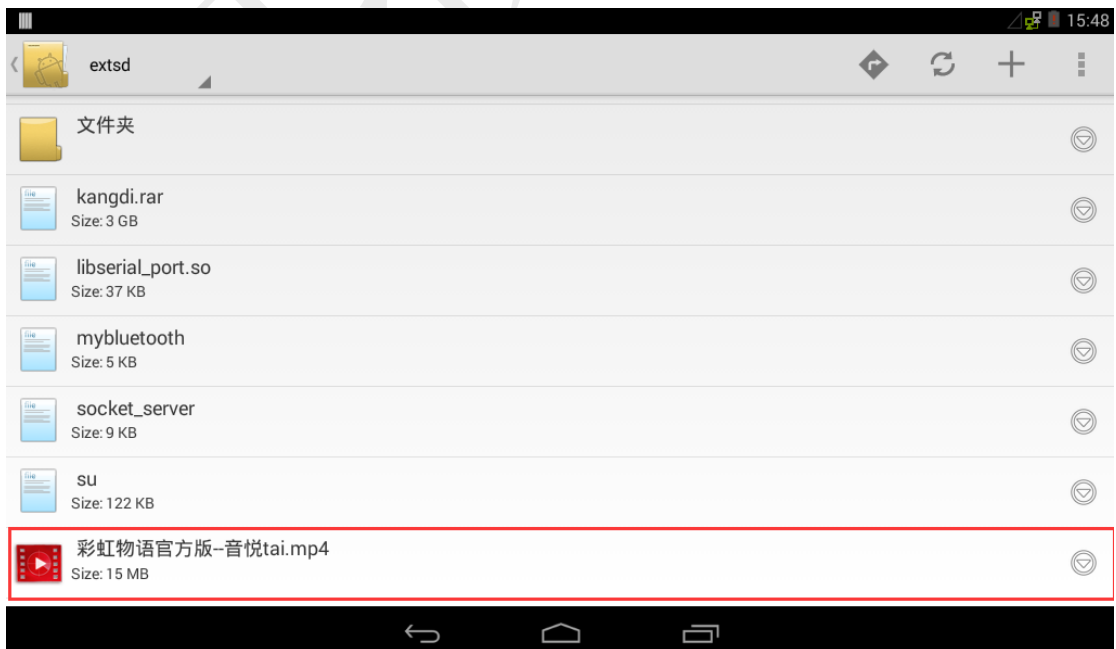 15:48
extsd
文件夹
kangdi.rar
Size: 3 GB
libserial_port.so
Size: 37 KB
mybluetooth
Size: 5 KB
socket_server
Size: 9 KB
su
Size: 122 KB
彩虹物语官方版--音悦tai.mp4
Size: 15 MB